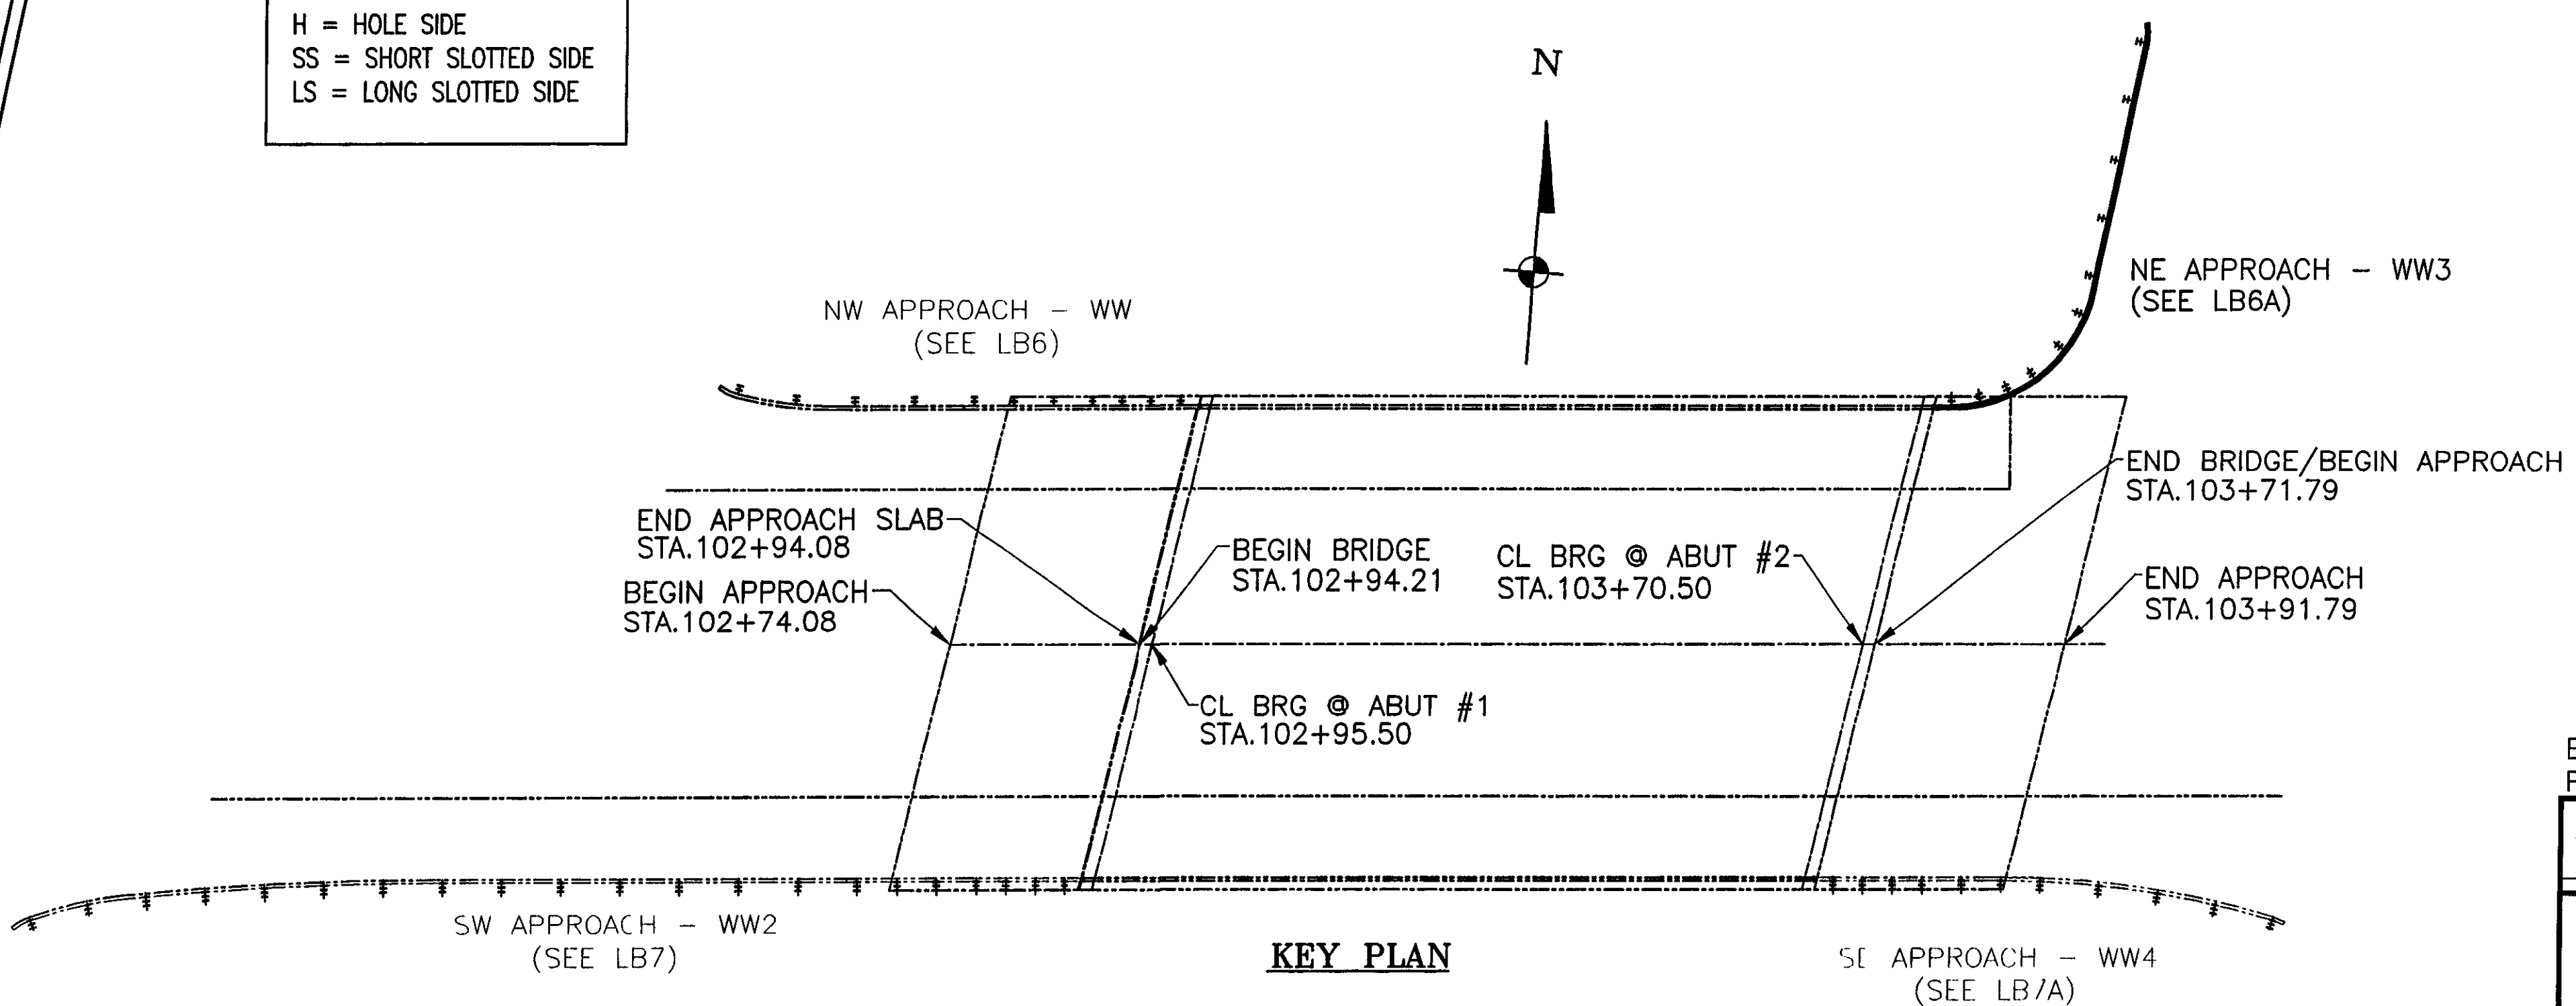 H = HOLE SIDE
SS = SHORT SLOTTED SIDE
LS = LONG SLOTTED SIDE
N
NE APPROACH - WW3
(SEE LB6A)
NW APPROACH - WW
(SEE LB6)
END BRIDGE/BEGIN APPROACH
STA.103+71.79
END APPROACH SLAB
STA.102+94.08
BEGIN BRIDGE
STA.102+94.21
CL BRG @ ABUT #2
STA.103+70.50
END APPROACH
STA.103+91.79
BEGIN APPROACH
STA.102+74.08
CL BRG @ ABUT #1
STA.102+95.50
SW APPROACH - WW2
(SEE LB7)
KEY PLAN
APPROACH - WW4
(SEE LB7A)